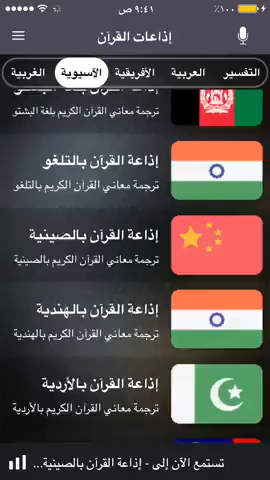 ٩:٤١ ص
١٠٠٪
إذاعات القرآن
التفسير العربية الأفريقية الآسيوية الغربية
ترجمة معاني القرآن الكريم بلغة البشتو
إذاعة القرآن بالتلغو
ترجمة معاني القرآن الكريم بالتلغو
إذاعة القرآن بالصينية
ترجمة معاني القرآن الكريم بالصينية
إذاعة القرآن بالهندية
ترجمة معاني القرآن الكريم بالهندية
إذاعة القرآن بالأردية
ترجمة معاني القرآن الكريم بالأردية
تستمع الآن إلى - إذاعة القرآن بالصينية...